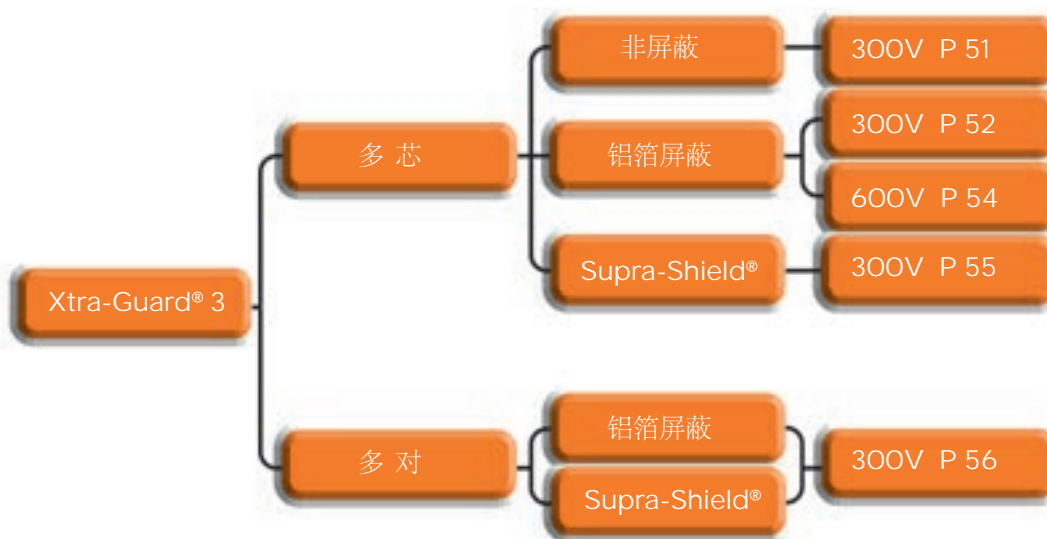 Xtra-Guard® 3
多 芯
非屏蔽
300V P 51
铝箔屏蔽
300V P 52
600V P 54
Supra-Shield®
300V P 55
多 对
铝箔屏蔽
Supra-Shield®
300V P 56